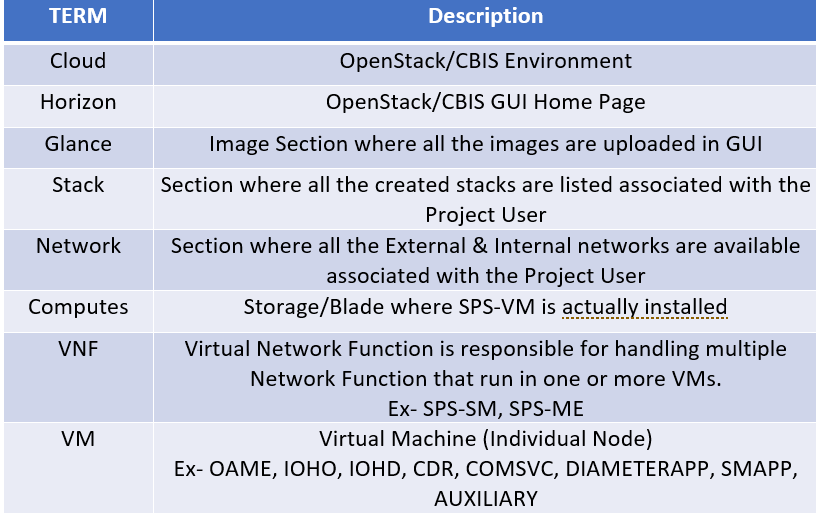 TERM Description
Cloud OpenStack/CBIS Environment
Horizon OpenStack/CBIS GUI Home Page
Glance Image Section where all the images are uploaded in GUI
Stack Section where all the created stacks are listed associated with the
Project User
Network Section where all the External & Internal networks are available
associated with the Project User
Computes Storage/Blade where SPS-VM is actually installed
VNF Virtual Network Function is responsible for handling multiple
Network Function that run in one or more VMs.
Ex- SPS-SM, SPS-ME
VM Virtual Machine (Individual Node)
Ex- OAME, IOHO, IOHD, CDR, COMSVC, DIAMETERAPP, SMAPP,
AUXILIARY